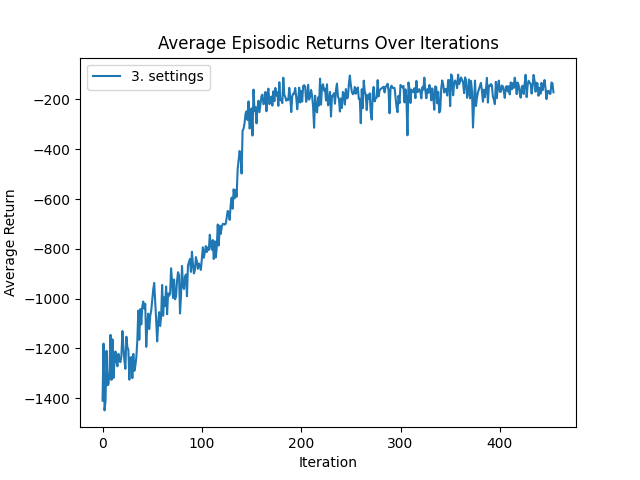 Average Episodic Returns Over Iterations
3. settings
Average Return
−200
−400
−600
−800
−1000
−1200
−1400
0 100 200 300 400
Iteration